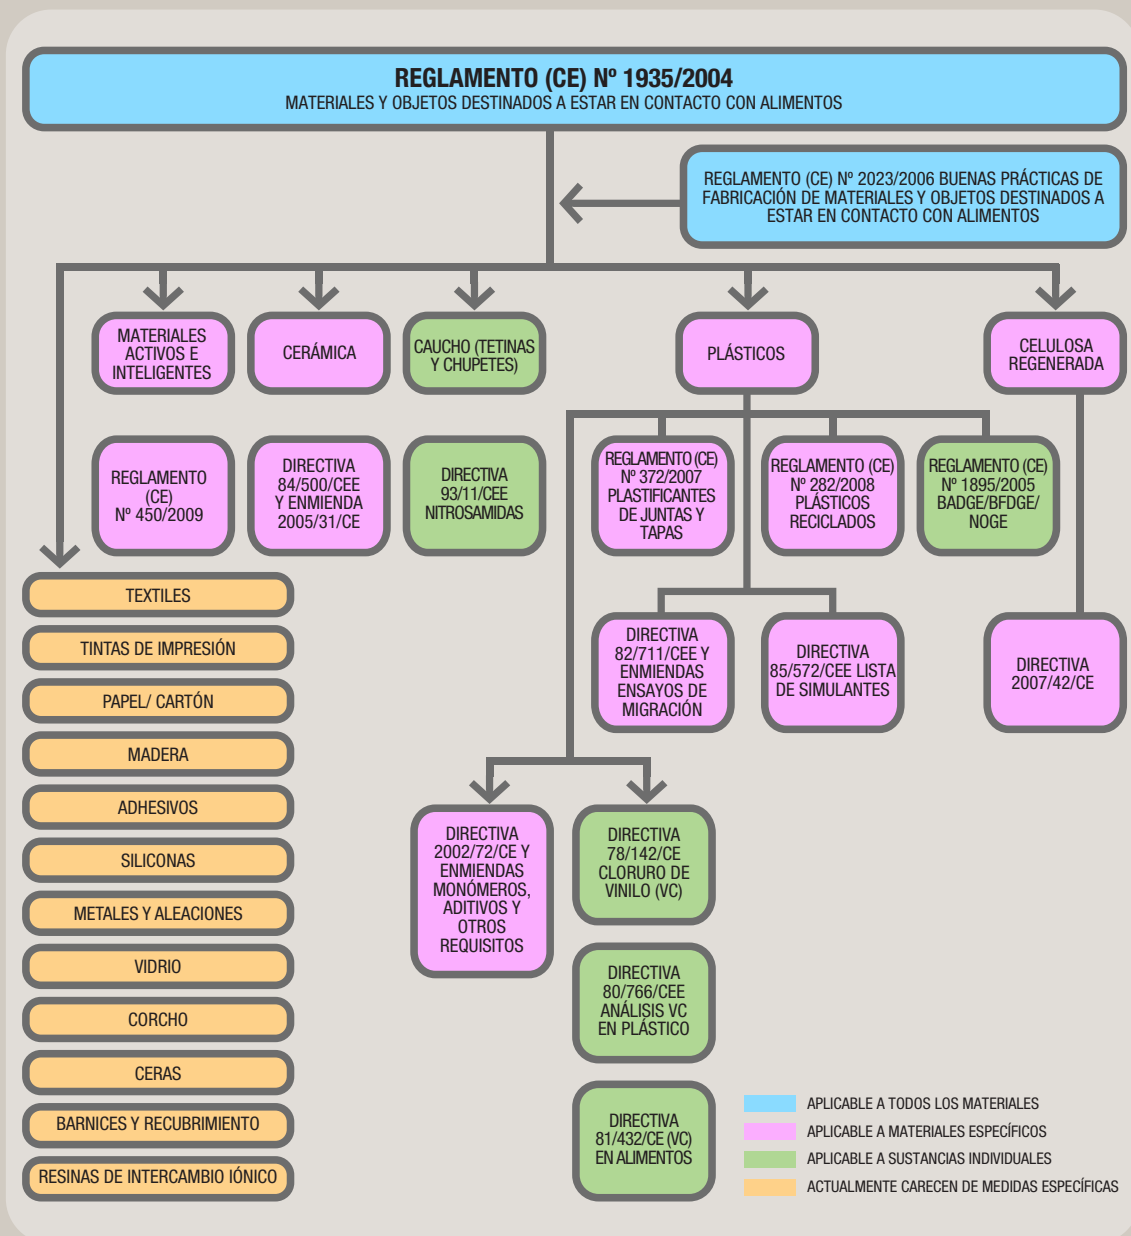 REGLAMENTO (CE) Nº 1935/2004
MATERIALES Y OBJETOS DESTINADOS A ESTAR EN CONTACTO CON ALIMENTOS
REGLAMENTO (CE) Nº 2023/2006 BUENAS PRÁCTICAS DE
FABRICACIÓN DE MATERIALES Y OBJETOS DESTINADOS A
ESTAR EN CONTACTO CON ALIMENTOS
MATERIALES
ACTIVOS E
INTELIGENTES
CERÁMICA
CAUCHO (TETINAS
Y CHUPETES)
PLÁSTICOS
CELULOSA
REGENERADA
REGLAMENTO
(CE)
Nº 450/2009
DIRECTIVA
84/500/CEE
Y ENMIENDA
2005/31/CE
DIRECTIVA
93/11/CEE
NITROSAMIDAS
REGLAMENTO (CE)
Nº 372/2007
PLASTIFICANTES
DE JUNTAS Y
TAPAS
REGLAMENTO (CE)
Nº 282/2008
PLÁSTICOS
RECICLADOS
REGLAMENTO (CE)
Nº 1895/2005
BADGE/BFDGE/
NOGE
DIRECTIVA
82/711/CEE Y
ENMIENDAS
ENSAYOS DE
MIGRACIÓN
DIRECTIVA
85/572/CEE LISTA
DE SIMULANTES
DIRECTIVA
2007/42/CE
TEXTILES
TINTAS DE IMPRESIÓN
PAPEL/ CARTÓN
MADERA
ADHESIVOS
SILICONAS
METALES Y ALEACIONES
VIDRIO
CORCHO
CERAS
BARNICES Y RECUBRIMIENTO
RESINAS DE INTERCAMBIO IÓNICO
DIRECTIVA
2002/72/CE Y
ENMIENDAS
MONÓMEROS,
ADITIVOS Y
OTROS
REQUISITOS
DIRECTIVA
78/142/CE
CLORURO DE
VINILO (VC)
DIRECTIVA
80/766/CEE
ANÁLISIS VC
EN PLÁSTICO
DIRECTIVA
81/432/CE (VC)
EN ALIMENTOS
APLICABLE A TODOS LOS MATERIALES
APLICABLE A MATERIALES ESPECÍFICOS
APLICABLE A SUSTANCIAS INDIVIDUALES
ACTUALMENTE CARECEN DE MEDIDAS ESPECÍFICAS